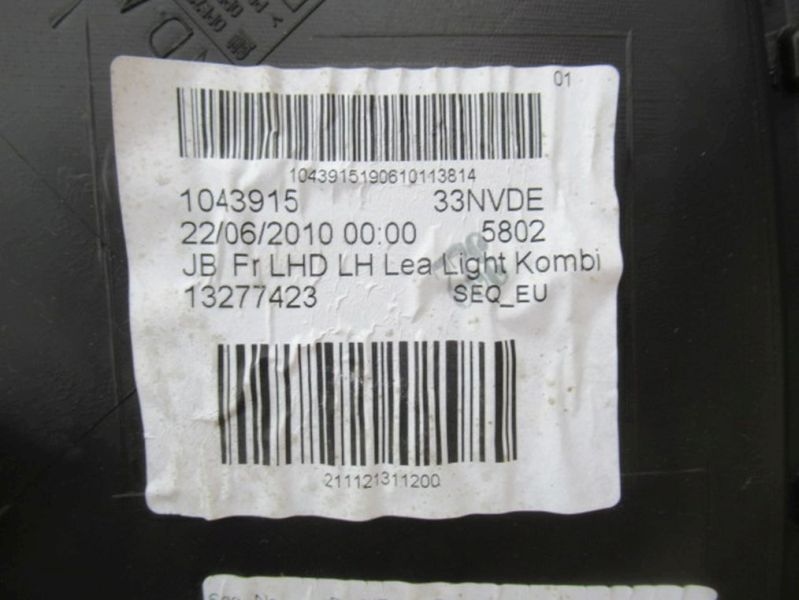 01
1043915190610113814
1043915 33NVDE
22/06/2010 00:00 5802
JB Fr LHD LH Lea Light Kombi
13277423 SEQ_EU
211121311200